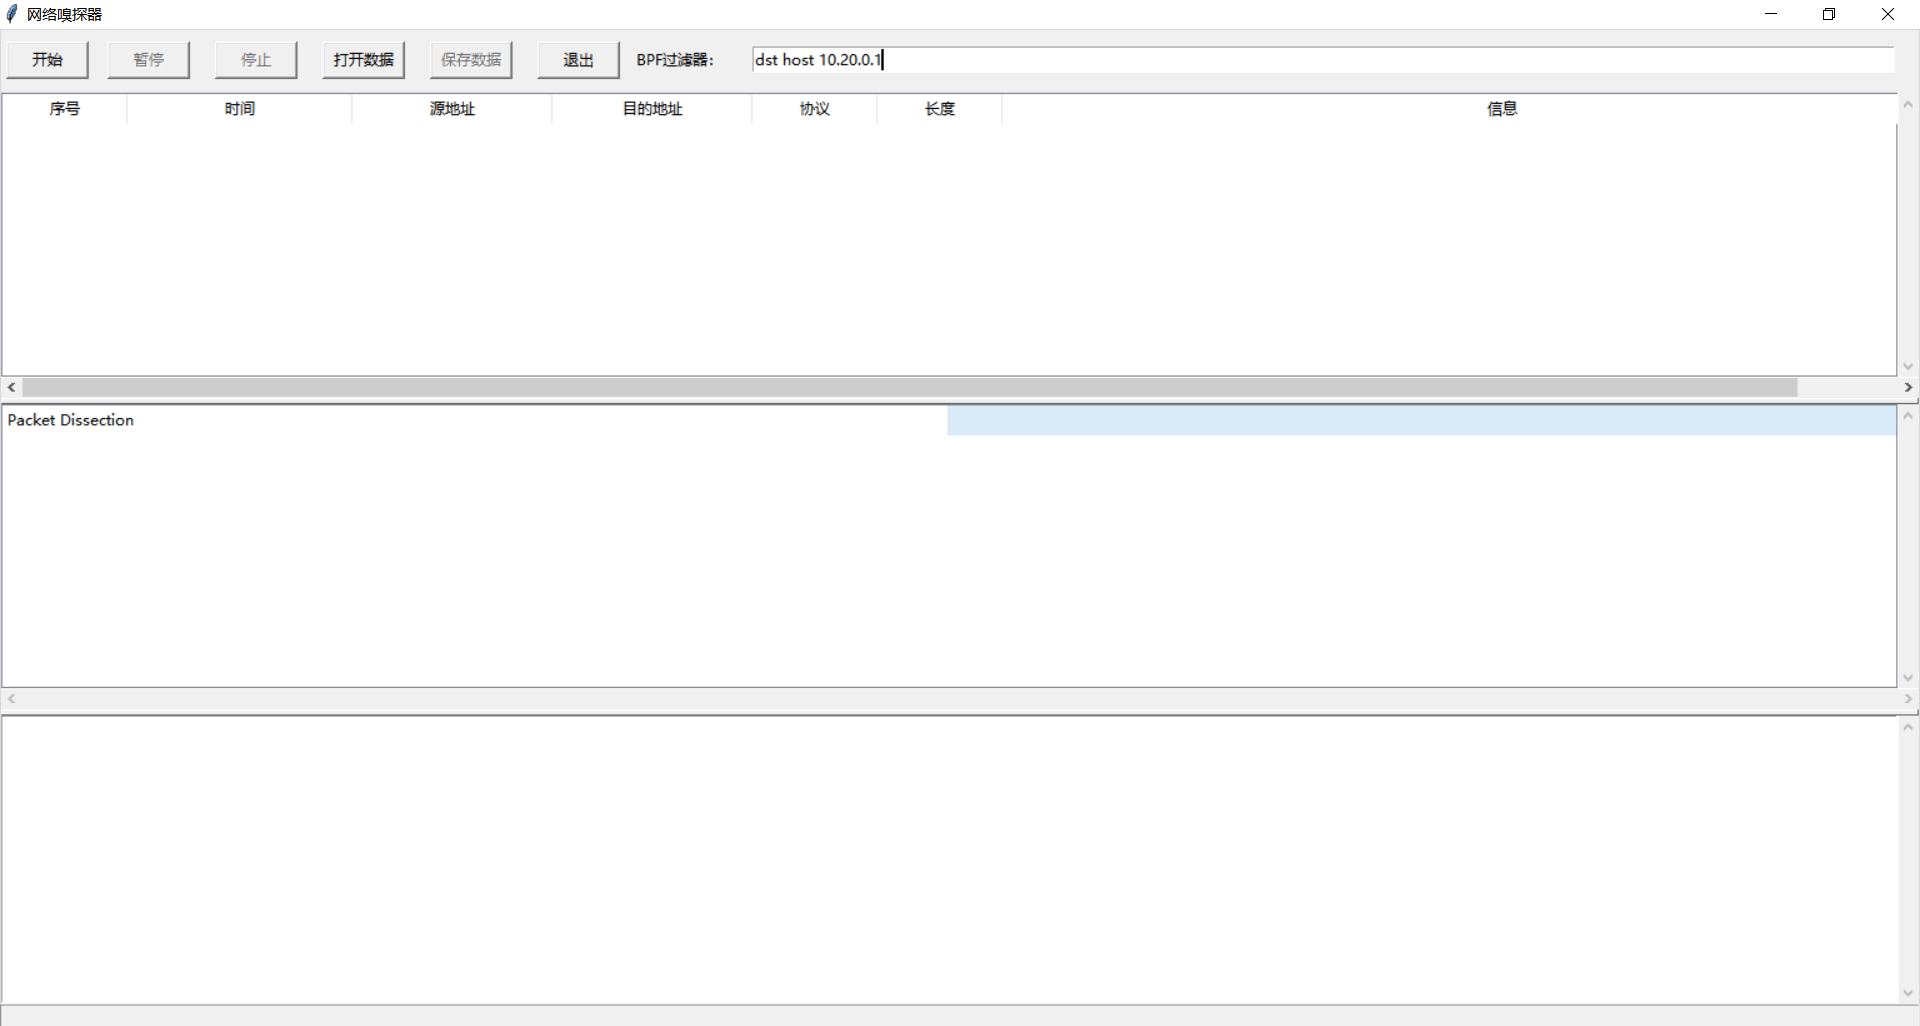 网络嗅探器
开始 暂停 停止 打开数据 保存数据 退出 BPF过滤器: dst host 10.20.0.1
序号 时间 源地址 目的地址 协议 长度 信息
Packet Dissection